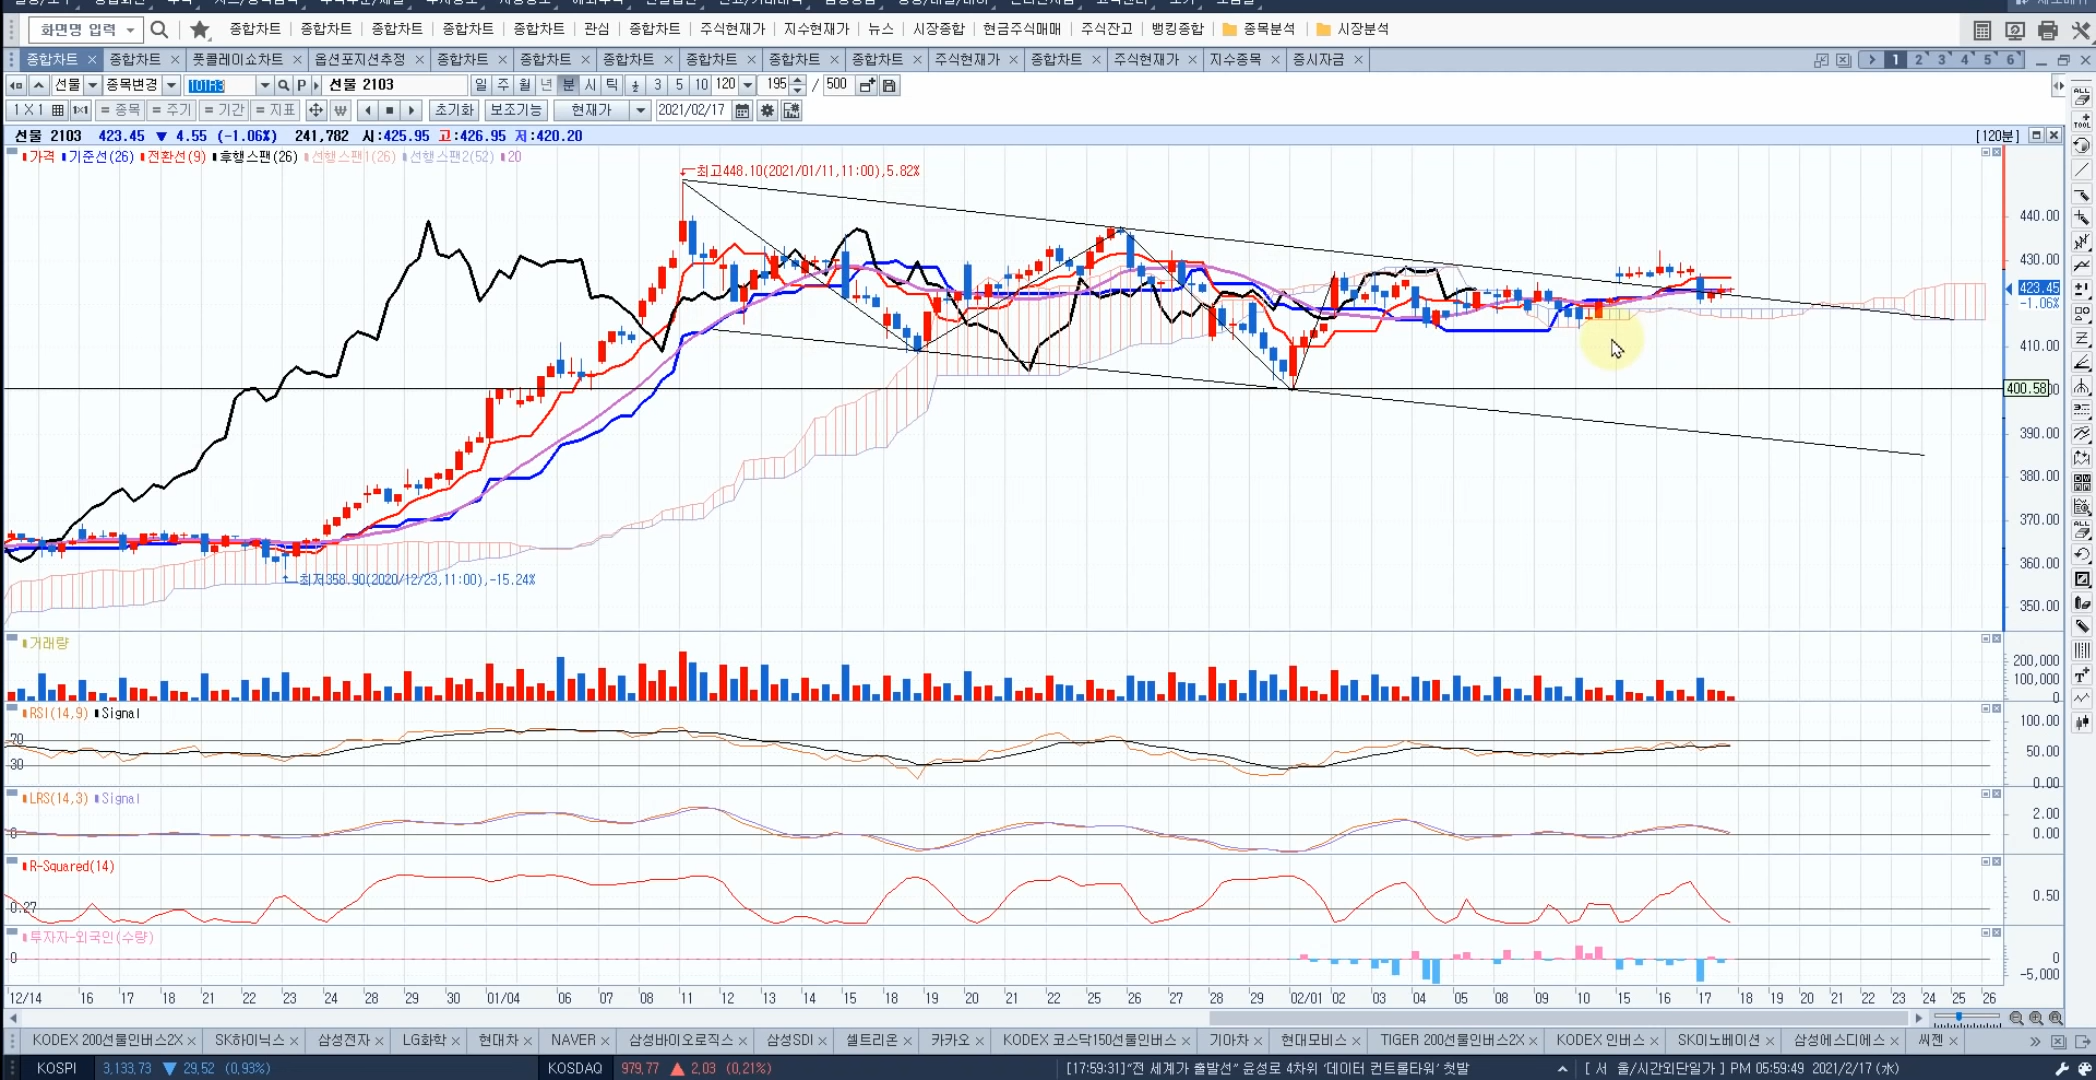 화면명 입력 종합차트 종합차트 종합차트 종합차트 종합차트 관심 종합차트 주식현재가 지수현재가 뉴스 시장종합 현금주식매매 주식잔고 뱅킹종합 종목분석 시장분석
종합차트 × 종합차트 × 풋콜레이쇼차트 × 옵션포지션추정 × 종합차트 × 종합차트 × 종합차트 × 종합차트 × 종합차트 × 종합차트 × 주식현재가 × 종합차트 × 주식현재가 × 지수종목 × 증시자금 × 1 2 3 4 5 6
선물 종목변경 101R3 P 선물 2103 일 주 월 년 분 시 틱 3 5 10 120 195 / 500
1X1 1x1 = 종목 = 주기 = 기간 = 지표 ₩ 초기화 보조기능 현재가 2021/02/17
선물 2103 423.45 ▼ 4.55 (-1.06%) 241,782 시:425.95 고:426.95 저:420.20 [120분]
가격 기준선(26) 전환선(9) 후행스팬(26) 선행스팬1(26) 선행스팬2(52) 20
최고448.10(2021/01/11,11:00),5.82%
440.00
430.00
423.45
-1.06%
410.00
400.58
390.00
380.00
370.00
360.00
350.00
최저358.90(2020/12/23,11:00),-15.24%
거래량
200,000
100,000
0
RSI(14,9) Signal
100.00
70
50.00
30
0.00
LRS(14,3) Signal
2.00
0 0.00
R-Squared(14)
0.50
0.27
투자자-외국인(수량)
0 0
-5,000
12/14 16 17 18 21 22 23 24 28 29 30 01/04 06 07 08 11 12 13 14 15 18 19 20 21 22 25 26 27 28 29 02/01 02 03 04 05 08 09 10 15 16 17 18 19 20 21 22 23 24 25 26
KODEX 200선물인버스2X × SK하이닉스 × 삼성전자 × LG화학 × 현대차 × NAVER × 삼성바이오로직스 × 삼성SDI × 셀트리온 × 카카오 × KODEX 코스닥150선물인버스 × 기아차 × 현대모비스 × TIGER 200선물인버스2X × KODEX 인버스 × SK이노베이션 × 삼성에스디에스 × 씨젠 ×
KOSPI 3,133,73 ▼ 29,52 (0,93%) KOSDAQ 979,77 ▲ 2,03 (0,21%) [17:59:31]"전 세계가 출발선" 윤성로 4차위 '데이터 컨트롤타워' 첫발 [ 서 울/시간외단일가 ] PM 05:59:49 2021/2/17 (水)